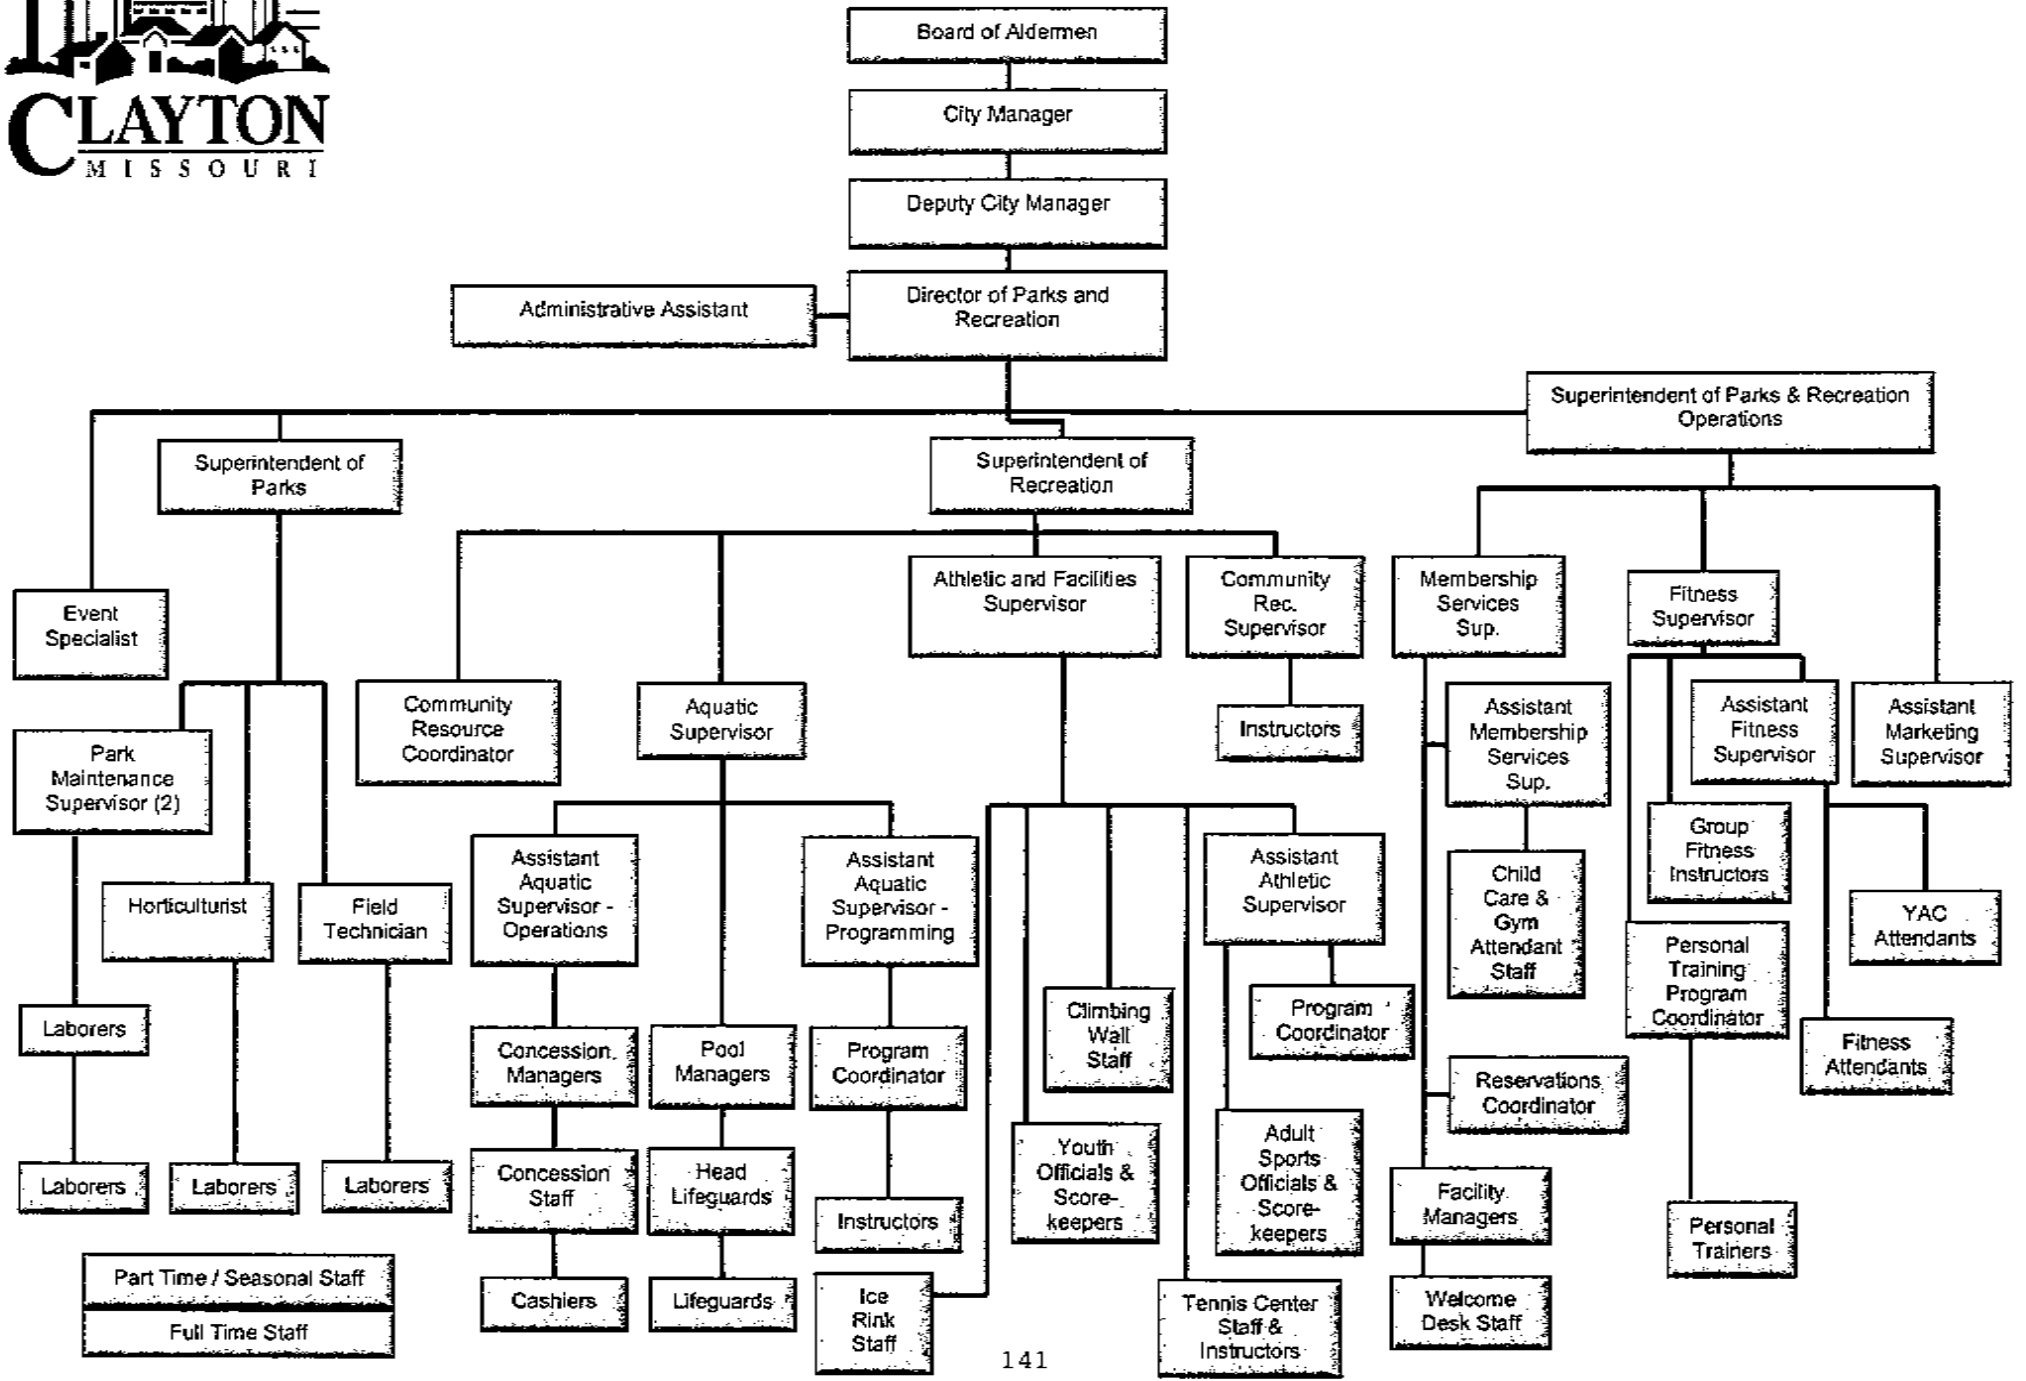 CLAYTON
MISSOURI
Board of Aldermen
City Manager
Deputy City Manager
Administrative Assistant
Director of Parks and
Recreation
Superintendent of Parks & Recreation
Operations
Superintendent of
Parks
Superintendent of
Recreation
Event
Specialist
Athletic and Facilities
Supervisor
Community
Rec.
Supervisor
Membership
Services
Sup.
Fitness
Supervisor
Park
Maintenance
Supervisor (2)
Community
Resource
Coordinator
Aquatic
Supervisor
Instructors
Assistant
Membership
Services
Sup.
Assistant
Fitness
Supervisor
Assistant
Marketing
Supervisor
Horticulturist
Field
Technician
Assistant
Aquatic
Supervisor -
Operations
Assistant
Aquatic
Supervisor -
Programming
Assistant
Athletic
Supervisor
Child
Care &
Gym
Attendant
Staff
Group
Fitness
Instructors
YAC
Attendants
Personal
Training
Program
Coordinator
Laborers
Concession
Managers
Pool
Managers
Program
Coordinator
Climbing
Wall
Staff
Program
Coordinator
Reservations
Coordinator
Fitness
Attendants
Laborers
Laborers
Laborers
Concession
Staff
Head
Lifeguards
Instructors
Youth
Officials &
Score-
keepers
Adult
Sports
Officials &
Score-
keepers
Facility
Managers
Personal
Trainers
Part Time / Seasonal Staff
Full Time Staff
Cashiers
Lifeguards
Ice
Rink
Staff
Tennis Center
Staff &
Instructors
Welcome
Desk Staff
141